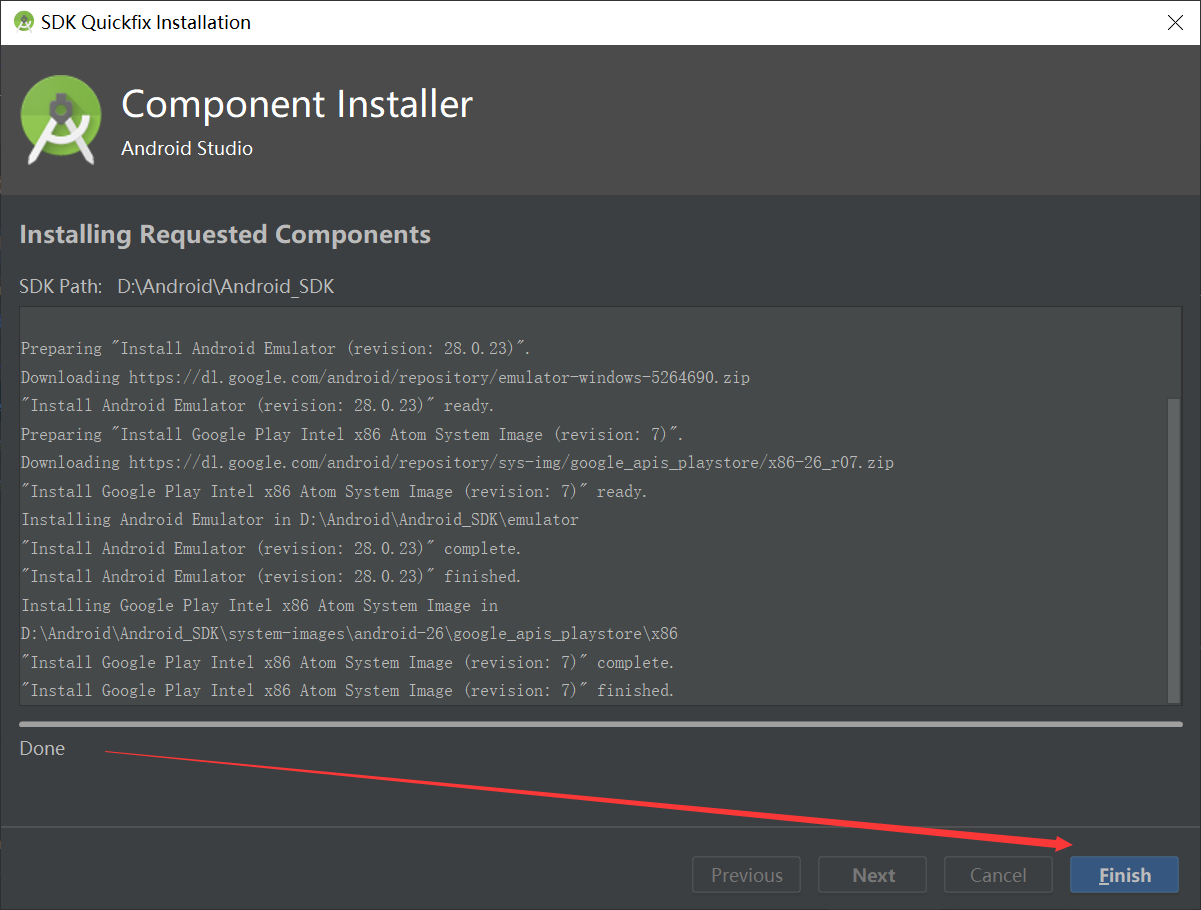 SDK Quickfix Installation
Component Installer
Android Studio
Installing Requested Components
SDK Path: D:\Android\Android_SDK
Preparing "Install Android Emulator (revision: 28.0.23)".
Downloading https://dl.google.com/android/repository/emulator-windows-5264690.zip
"Install Android Emulator (revision: 28.0.23)" ready.
Preparing "Install Google Play Intel x86 Atom System Image (revision: 7)".
Downloading https://dl.google.com/android/repository/sys-img/google_apis_playstore/x86-26_r07.zip
"Install Google Play Intel x86 Atom System Image (revision: 7)" ready.
Installing Android Emulator in D:\Android\Android_SDK\emulator
"Install Android Emulator (revision: 28.0.23)" complete.
"Install Android Emulator (revision: 28.0.23)" finished.
Installing Google Play Intel x86 Atom System Image in
D:\Android\Android_SDK\system-images\android-26\google_apis_playstore\x86
"Install Google Play Intel x86 Atom System Image (revision: 7)" complete.
"Install Google Play Intel x86 Atom System Image (revision: 7)" finished.
Done
Previous Next Cancel Finish